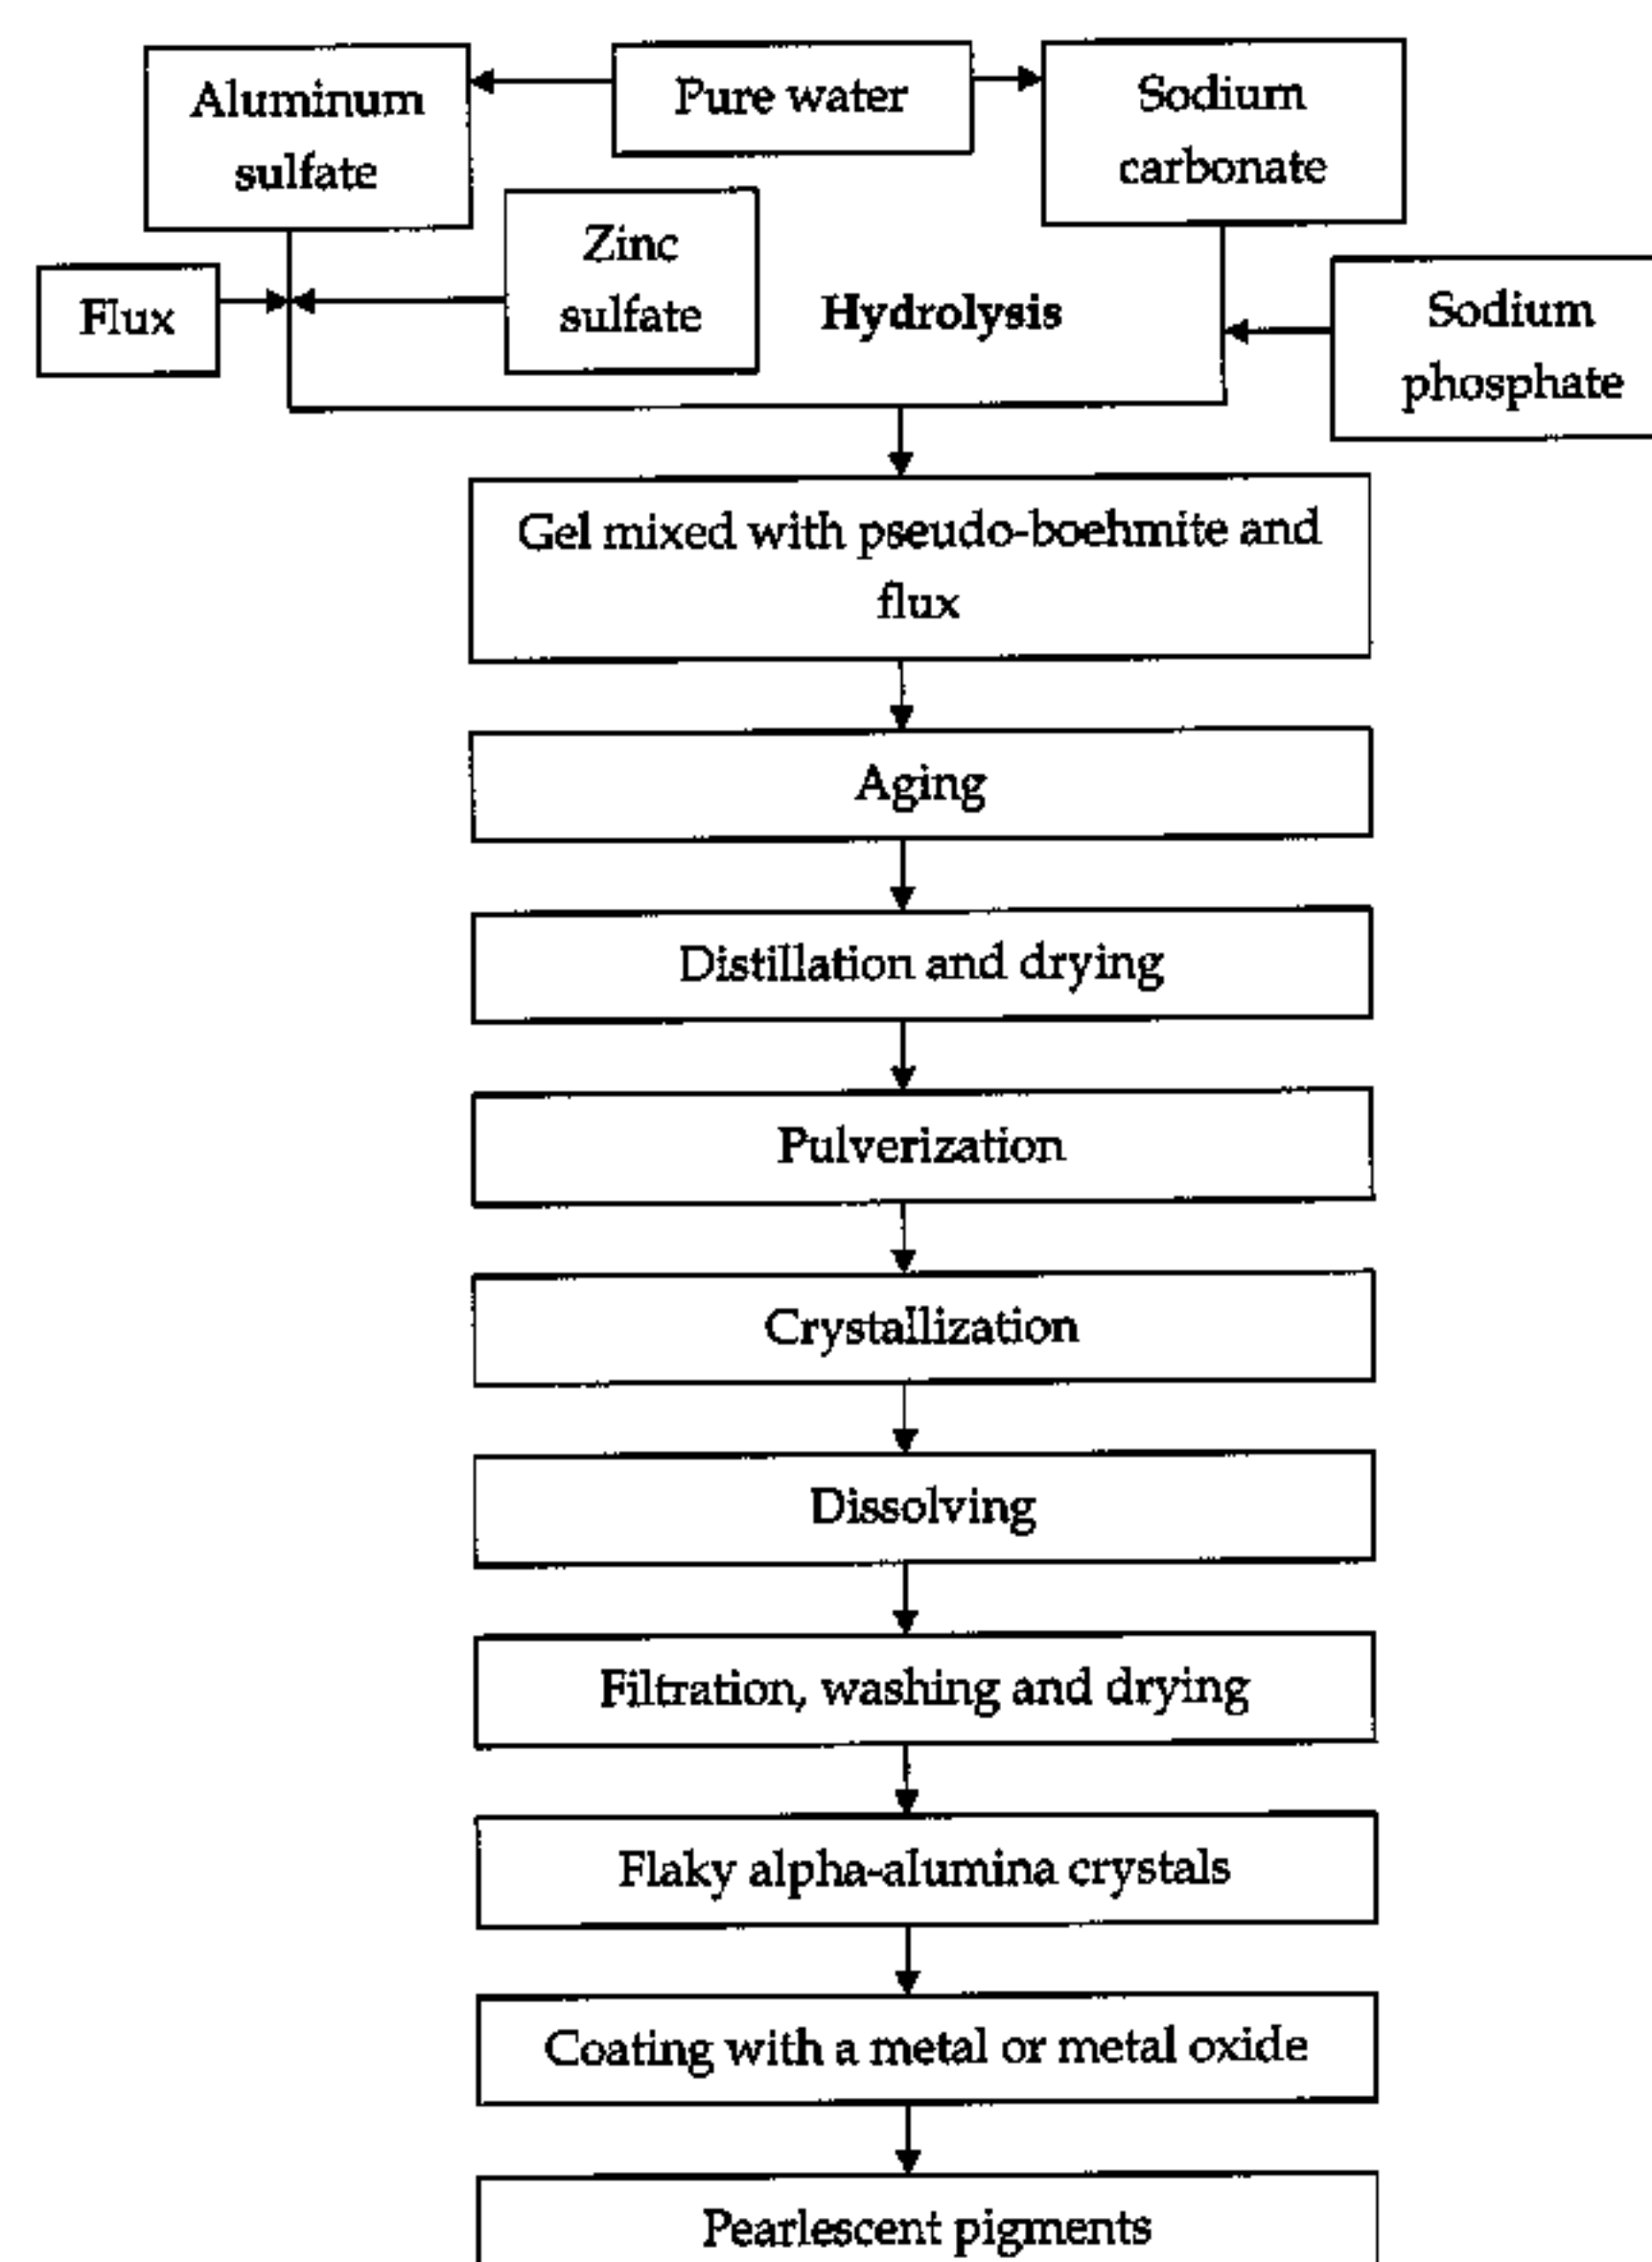 Aluminum
sulfate
Pure water
Sodium
carbonate
Zinc
sulfate
Flux
Hydrolysis
Sodium
phosphate
Gel mixed with pseudo-boehmite and
flux
Aging
Distillation and drying
Pulverization
Crystallization
Dissolving
Filtration, washing and drying
Flaky alpha-alumina crystals
Coating with a metal or metal oxide
Pearlescent pigments